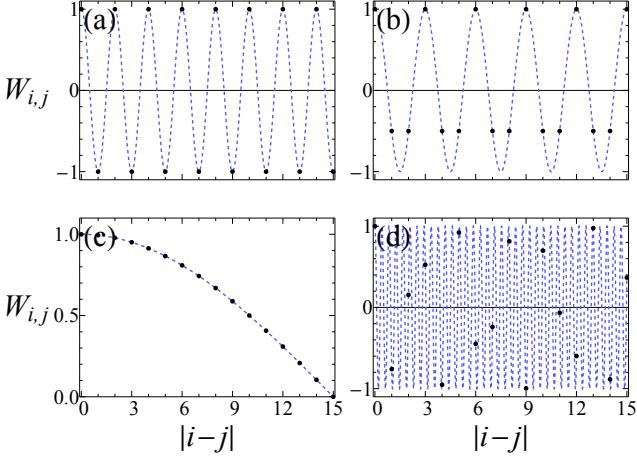 1 (a) 1 (b)
W_{i,j} 0 0
−1 −1
1.0 (c) 1 (d)
W_{i,j} 0.5 0
0.0 −1
0 3 6 9 12 15 0 3 6 9 12 15
|i−j| |i−j|